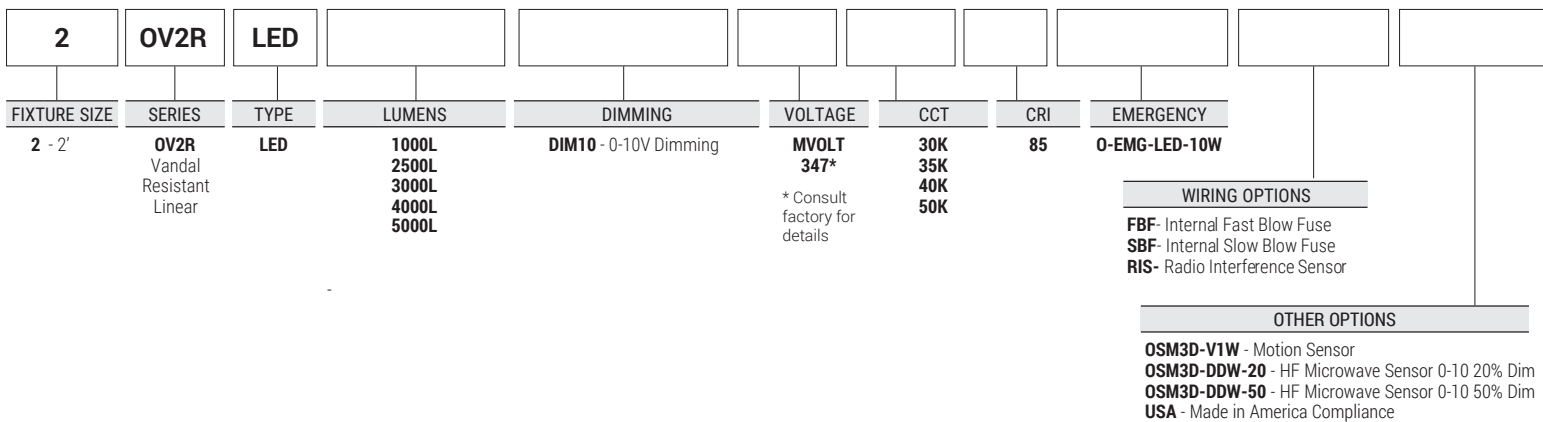 2 OV2R LED
FIXTURE SIZE SERIES TYPE LUMENS DIMMING VOLTAGE CCT CRI EMERGENCY
2 - 2'
OV2R
Vandal
Resistant
Linear
LED
1000L
2500L
3000L
4000L
5000L
-
DIM10 - 0-10V Dimming
MVOLT
347*
* Consult
factory for
details
30K
35K
40K
50K
85
O-EMG-LED-10W
WIRING OPTIONS
FBF- Internal Fast Blow Fuse
SBF- Internal Slow Blow Fuse
RIS- Radio Interference Sensor
OTHER OPTIONS
OSM3D-V1W - Motion Sensor
OSM3D-DDW-20 - HF Microwave Sensor 0-10 20% Dim
OSM3D-DDW-50 - HF Microwave Sensor 0-10 50% Dim
USA - Made in America Compliance